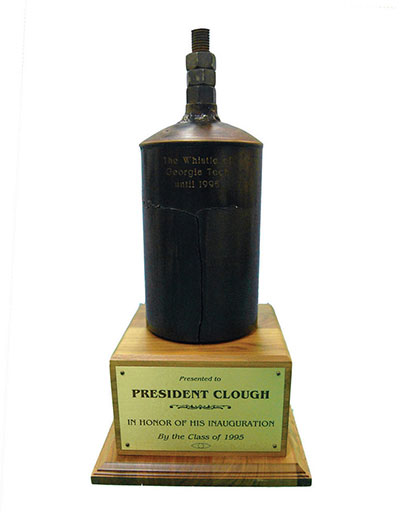 The Whistle of
Georgia Tech
until 1995
Presented to
PRESIDENT CLOUGH
IN HONOR OF HIS INAUGURATION
By the Class of 1995